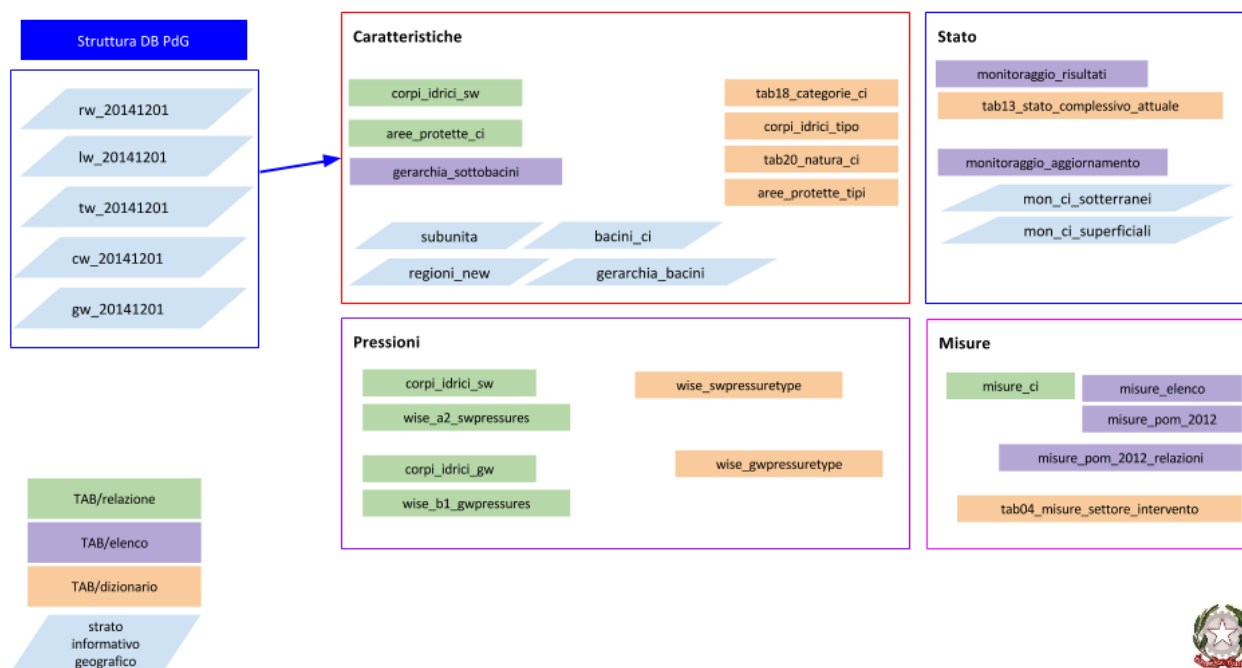 Struttura DB PdG
rw_20141201
lw_20141201
tw_20141201
cw_20141201
gw_20141201
Caratteristiche
corpi_idrici_sw
aree_protette_ci
gerarchia_sottobacini
tab18_categorie_ci
corpi_idrici_tipo
tab20_natura_ci
aree_protette_tipi
subunita
bacini_ci
regioni_new
gerarchia_bacini
Stato
monitoraggio_risultati
tab13_stato_complessivo_attuale
monitoraggio_aggiornamento
mon_ci_sotterranei
mon_ci_superficiali
Pressioni
corpi_idrici_sw
wise_a2_swpressures
corpi_idrici_gw
wise_b1_gwpressures
wise_swpressuretype
wise_gwpressuretype
Misure
misure_ci
misure_elenco
misure_pom_2012
misure_pom_2012_relazioni
tab04_misure_settore_intervento
TAB/relazione
TAB/elenco
TAB/dizionario
strato
informativo
geografico